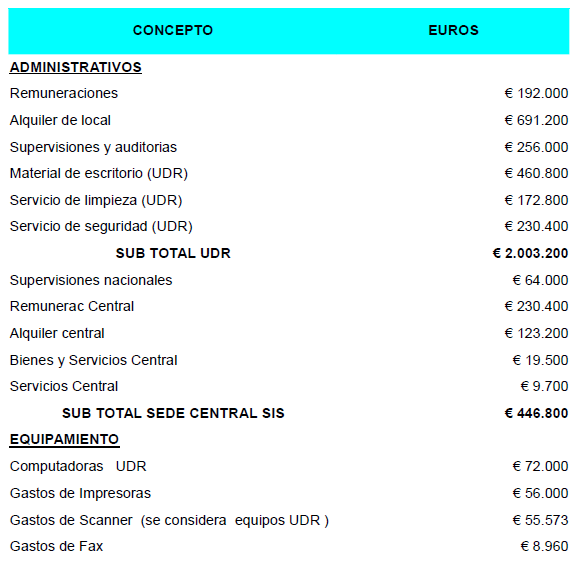 CONCEPTO EUROS
ADMINISTRATIVOS
Remuneraciones € 192.000
Alquiler de local € 691.200
Supervisiones y auditorias € 256.000
Material de escritorio (UDR) € 460.800
Servicio de limpieza (UDR) € 172.800
Servicio de seguridad (UDR) € 230.400
SUB TOTAL UDR € 2.003.200
Supervisiones nacionales € 64.000
Remunerac Central € 230.400
Alquiler central € 123.200
Bienes y Servicios Central € 19.500
Servicios Central € 9.700
SUB TOTAL SEDE CENTRAL SIS € 446.800
EQUIPAMIENTO
Computadoras UDR € 72.000
Gastos de Impresoras € 56.000
Gastos de Scanner (se considera equipos UDR ) € 55.573
Gastos de Fax € 8.960